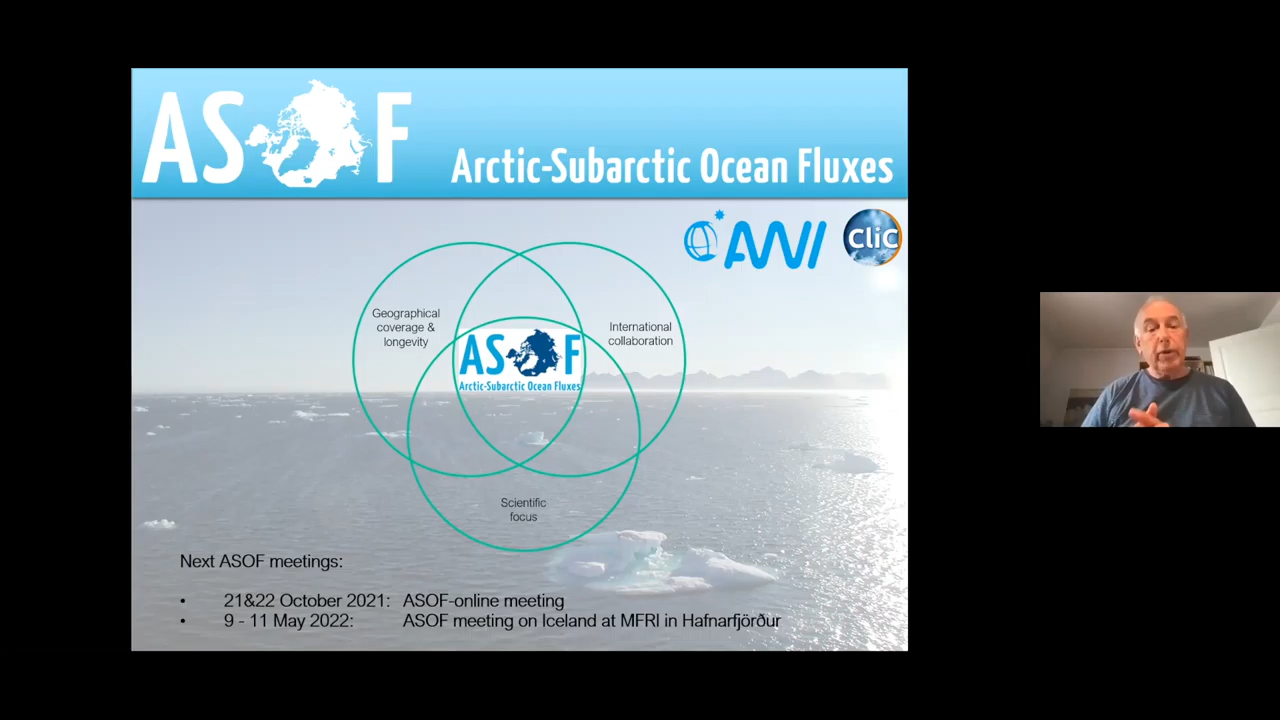 ASOF
Arctic-Subarctic Ocean Fluxes
AWI
CliC
Geographical
coverage &
longevity
International
collaboration
ASOF
Arctic-Subarctic Ocean Fluxes
Scientific
focus
Next ASOF meetings:
• 21&22 October 2021: ASOF-online meeting
• 9 - 11 May 2022: ASOF meeting on Iceland at MFRI in Hafnarfjörður